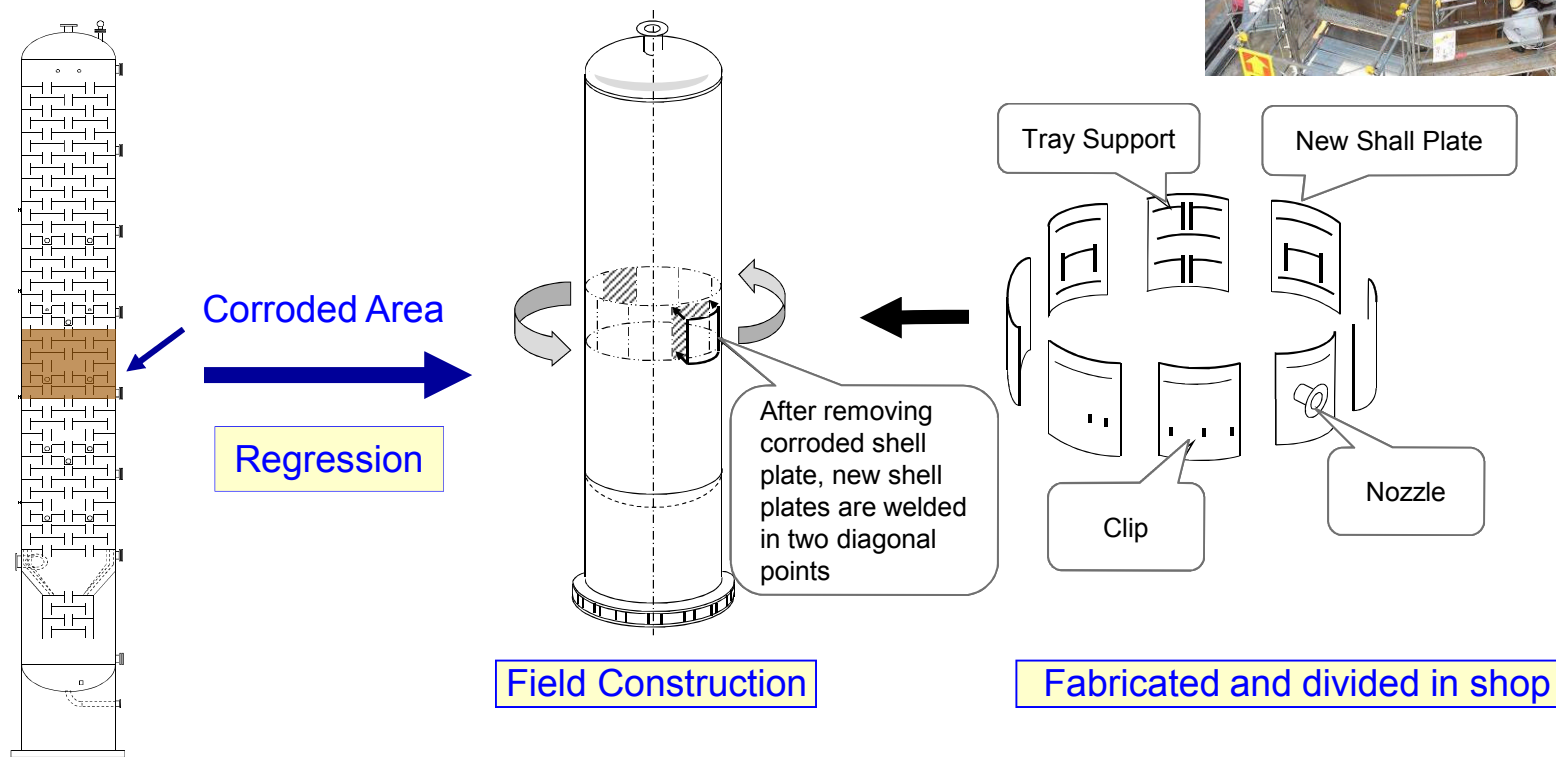 Tray Support
New Shall Plate
Corroded Area
Regression
After removing
corroded shell
plate, new shell
plates are welded
in two diagonal
points
Clip
Nozzle
Field Construction
Fabricated and divided in shop